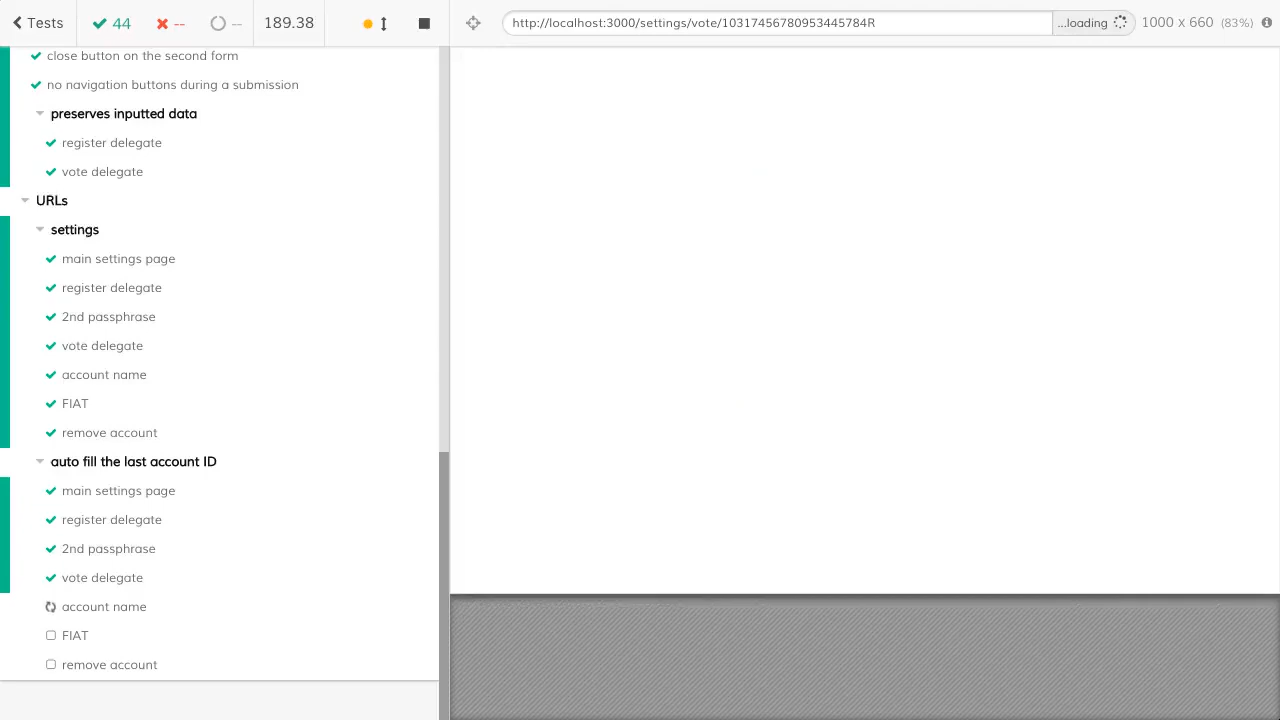 Tests 44 -- -- 189.38 http://localhost:3000/settings/vote/10317456780953445784R ...loading 1000 x 660 (83%)
close button on the second form
no navigation buttons during a submission
preserves inputted data
register delegate
vote delegate
URLs
settings
main settings page
register delegate
2nd passphrase
vote delegate
account name
FIAT
remove account
auto fill the last account ID
main settings page
register delegate
2nd passphrase
vote delegate
account name
FIAT
remove account